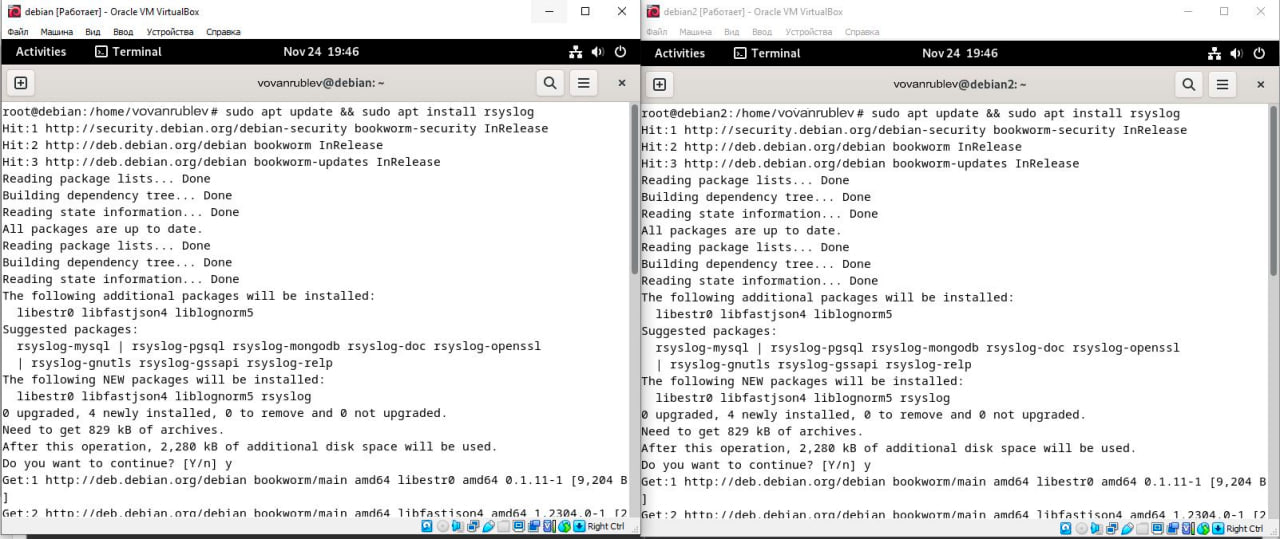 debian [Работает] - Oracle VM VirtualBox
Файл Машина Вид Ввод Устройства Справка
Activities Terminal Nov 24 19:46
vovanrublev@debian: ~
root@debian:/home/vovanrublev# sudo apt update && sudo apt install rsyslog
Hit:1 http://security.debian.org/debian-security bookworm-security InRelease
Hit:2 http://deb.debian.org/debian bookworm InRelease
Hit:3 http://deb.debian.org/debian bookworm-updates InRelease
Reading package lists... Done
Building dependency tree... Done
Reading state information... Done
All packages are up to date.
Reading package lists... Done
Building dependency tree... Done
Reading state information... Done
The following additional packages will be installed:
libestr0 libfastjson4 liblognorm5
Suggested packages:
rsyslog-mysql | rsyslog-pgsql rsyslog-mongodb rsyslog-doc rsyslog-openssl
| rsyslog-gnutls rsyslog-gssapi rsyslog-relp
The following NEW packages will be installed:
libestr0 libfastjson4 liblognorm5 rsyslog
0 upgraded, 4 newly installed, 0 to remove and 0 not upgraded.
Need to get 829 kB of archives.
After this operation, 2,280 kB of additional disk space will be used.
Do you want to continue? [Y/n] y
Get:1 http://deb.debian.org/debian bookworm/main amd64 libestr0 amd64 0.1.11-1 [9,204 B
]
Get:2 http://deb.debian.org/debian bookworm/main amd64 libfastjson4 amd64 1.2304.0-1 [2
Right Ctrl
debian2 [Работает] - Oracle VM VirtualBox
Файл Машина Вид Ввод Устройства Справка
Activities Terminal Nov 24 19:46
vovanrublev@debian2: ~
root@debian2:/home/vovanrublev# sudo apt update && sudo apt install rsyslog
Hit:1 http://security.debian.org/debian-security bookworm-security InRelease
Hit:2 http://deb.debian.org/debian bookworm InRelease
Hit:3 http://deb.debian.org/debian bookworm-updates InRelease
Reading package lists... Done
Building dependency tree... Done
Reading state information... Done
All packages are up to date.
Reading package lists... Done
Building dependency tree... Done
Reading state information... Done
The following additional packages will be installed:
libestr0 libfastjson4 liblognorm5
Suggested packages:
rsyslog-mysql | rsyslog-pgsql rsyslog-mongodb rsyslog-doc rsyslog-openssl
| rsyslog-gnutls rsyslog-gssapi rsyslog-relp
The following NEW packages will be installed:
libestr0 libfastjson4 liblognorm5 rsyslog
0 upgraded, 4 newly installed, 0 to remove and 0 not upgraded.
Need to get 829 kB of archives.
After this operation, 2,280 kB of additional disk space will be used.
Do you want to continue? [Y/n] y
Get:1 http://deb.debian.org/debian bookworm/main amd64 libestr0 amd64 0.1.11-1 [9,204 B
]
Get:2 http://deb.debian.org/debian bookworm/main amd64 libfastjson4 amd64 1.2304.0-1 [2
Right Ctrl